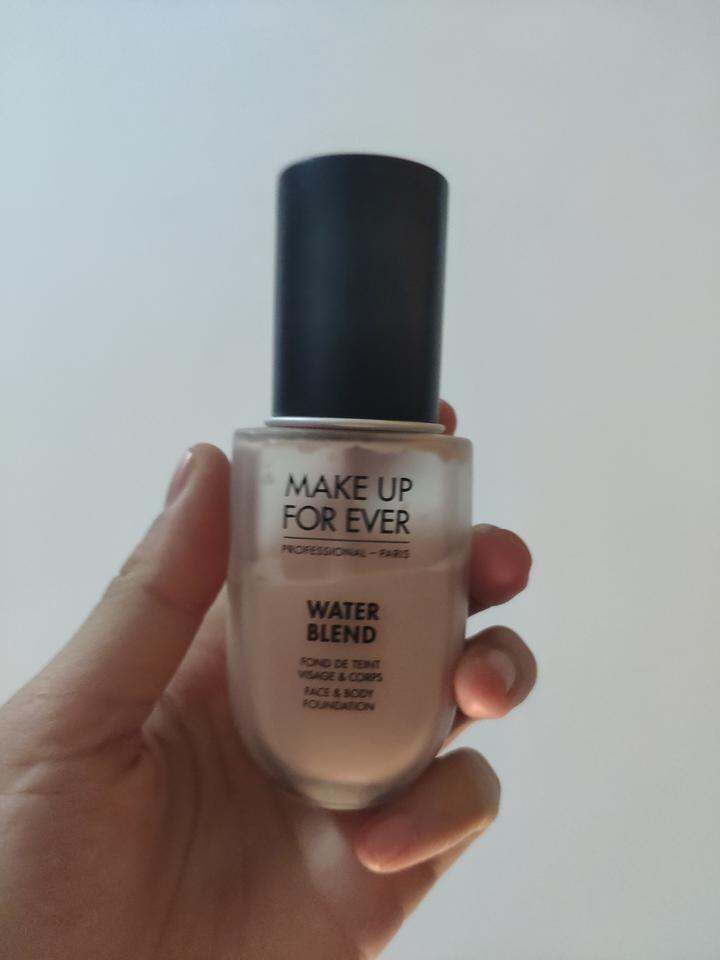 MAKE UP
FOR EVER
PROFESSIONAL – PARIS
WATER
BLEND
FOND DE TEINT
VISAGE & CORPS
FACE & BODY
FOUNDATION